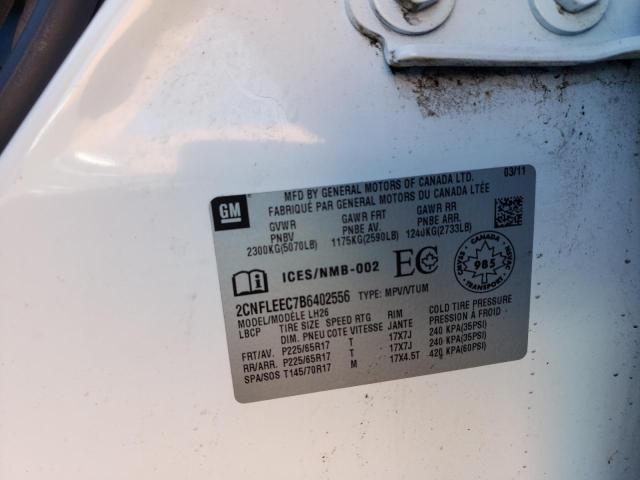 GM
MFD BY GENERAL MOTORS OF CANADA LTD.
03/11
FABRIQUÉ PAR GENERAL MOTORS DU CANADA LTÉE
GVWR GAWR FRT GAWR RR
PNBV PNBE AV. PNBE ARR.
2300KG(5070LB) 1175KG(2590LB) 1240KG(2733LB)
ICES/NMB-002 EC
CANADA
985
TRANSPORT
2CNFLEEC7B6402556 TYPE: MPV/VTUM
MODEL/MODÈLE LH26
LBCP TIRE SIZE SPEED RTG RIM COLD TIRE PRESSURE
DIM. PNEU COTE VITESSE JANTE PRESSION À FROID
FRT/AV. P225/65R17 T 17X7J 240 KPA(35PSI)
RR/ARR. P225/65R17 T 17X7J 240 KPA(35PSI)
SPA/SOS T145/70R17 M 17X4.5T 420 KPA(60PSI)